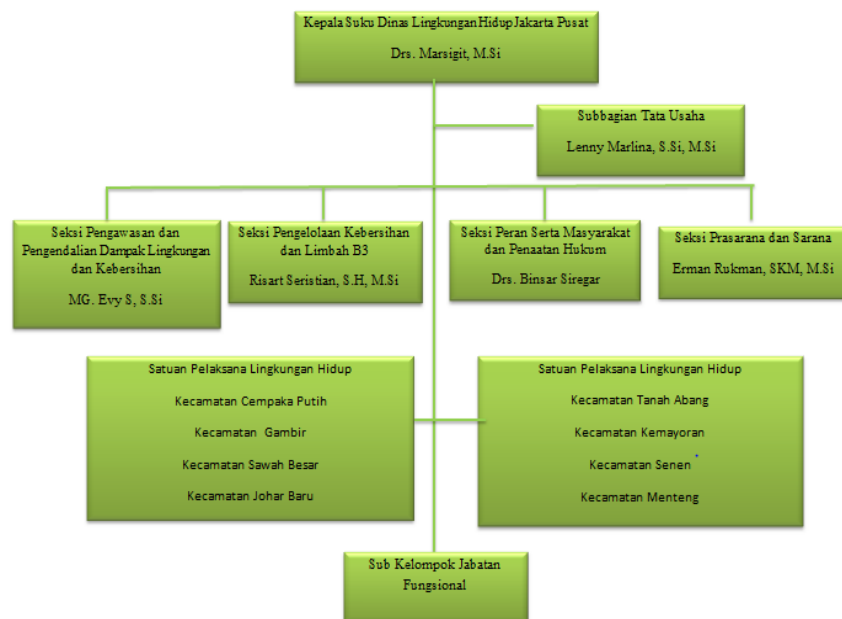 Kepala Suku Dinas Lingkungan Hidup Jakarta Pusat
Drs. Marsigit, M.Si
Subbagian Tata Usaha
Lenny Marlina, S.Si, M.Si
Seksi Pengawasan dan
Pengendalian Dampak Lingkungan
dan Kebersihan
MG. Evy S, S.Si
Seksi Pengelolaan Kebersihan
dan Limbah B3
Risart Seristian, S.H, M.Si
Seksi Peran Serta Masyarakat
dan Penaatan Hukum
Drs. Binsar Siregar
Seksi Prasarana dan Sarana
Erman Rukman, SKM, M.Si
Satuan Pelaksana Lingkungan Hidup
Kecamatan Cempaka Putih
Kecamatan Gambir
Kecamatan Sawah Besar
Kecamatan Johar Baru
Satuan Pelaksana Lingkungan Hidup
Kecamatan Tanah Abang
Kecamatan Kemayoran
Kecamatan Senen
Kecamatan Menteng
Sub Kelompok Jabatan
Fungsional